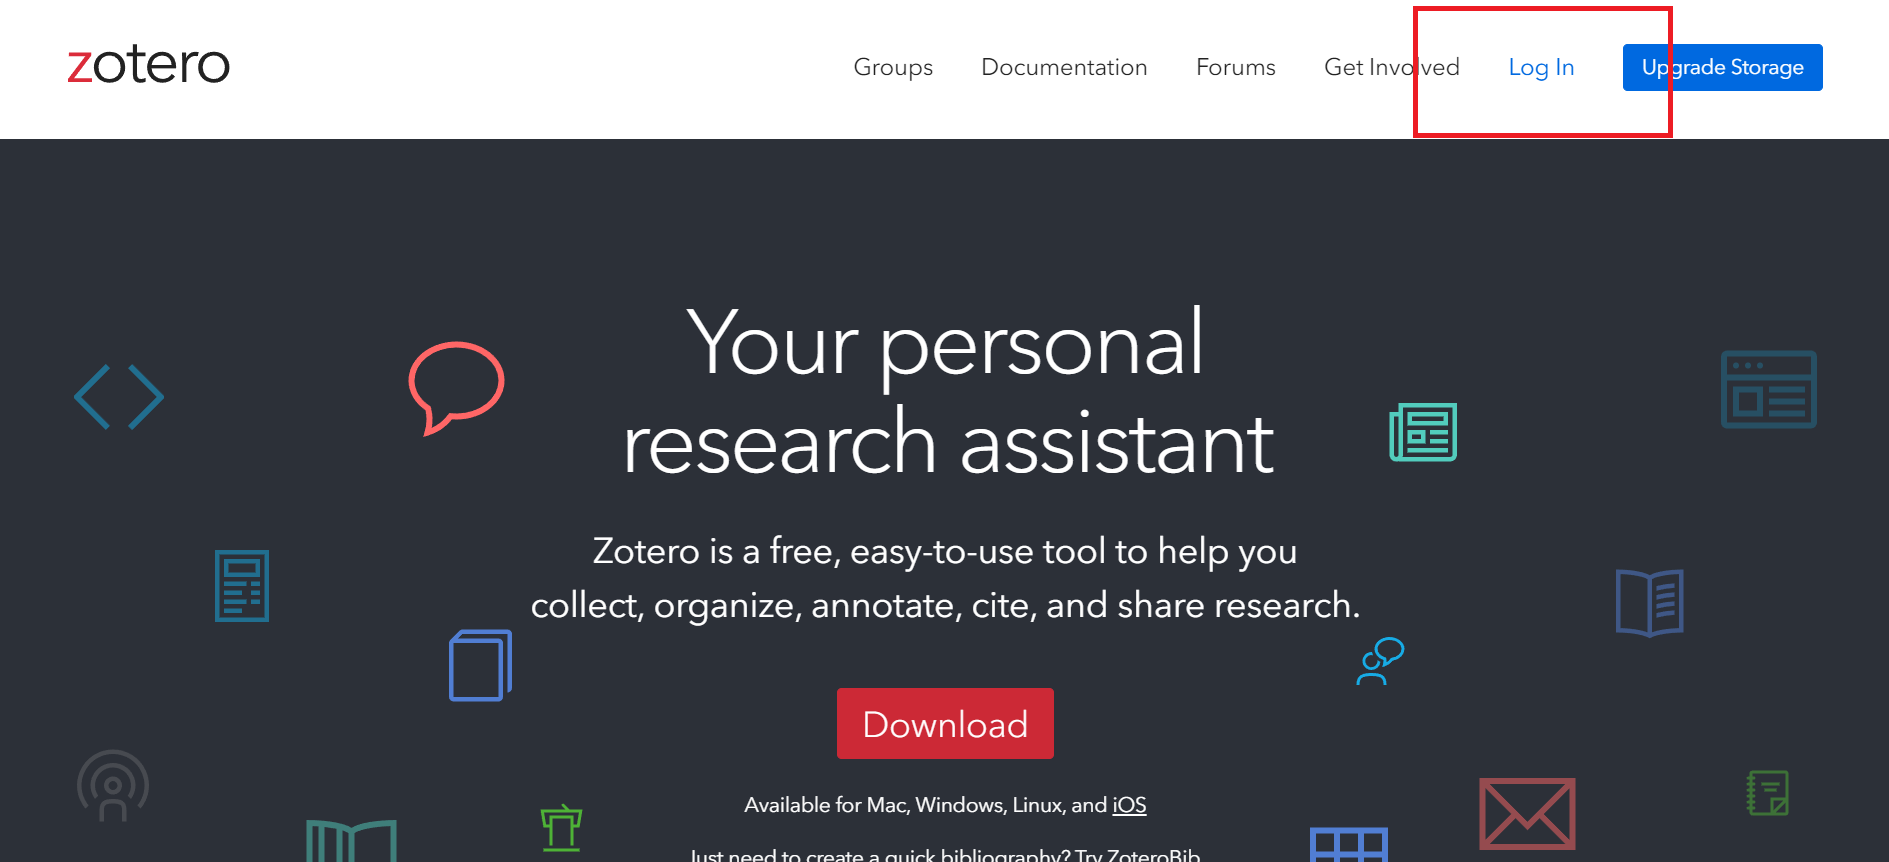 zotero
Groups Documentation Forums Get Involved Log In Upgrade Storage
Your personal
research assistant
Zotero is a free, easy-to-use tool to help you
collect, organize, annotate, cite, and share research.
Download
Available for Mac, Windows, Linux, and iOS
Just need to create a quick bibliography? Try ZoteroBib